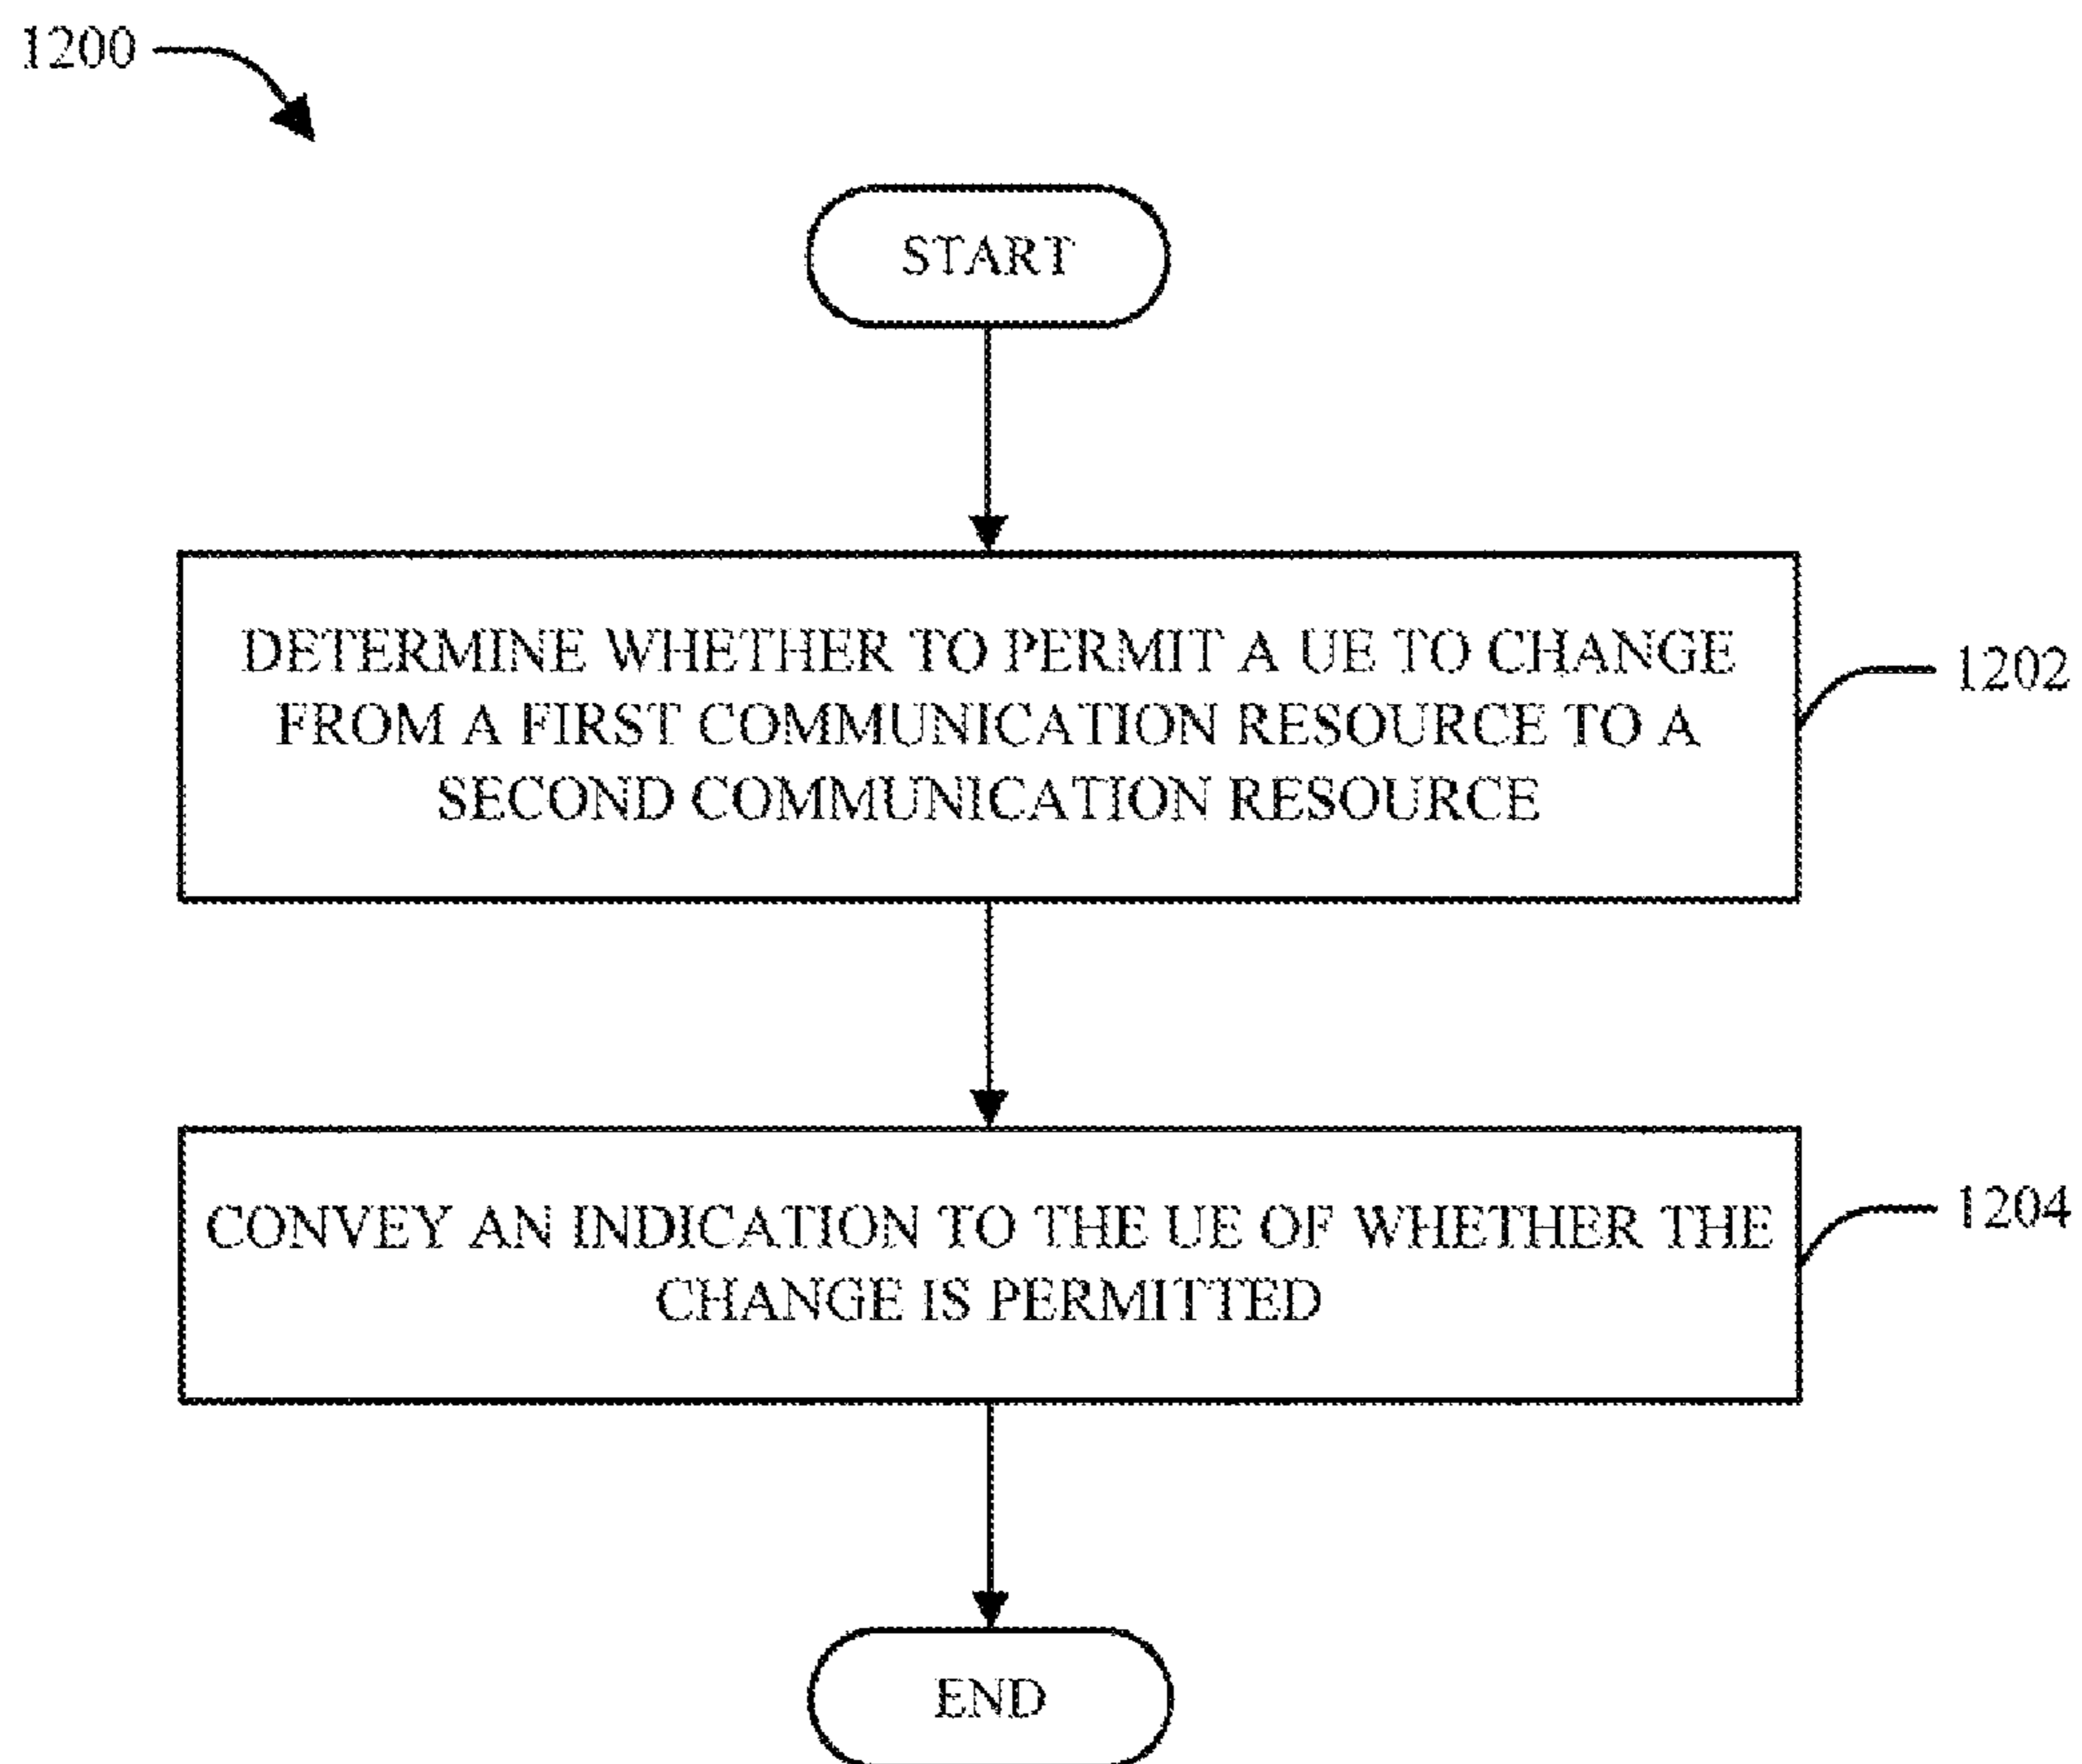 1200
START
DETERMINE WHETHER TO PERMIT A UE TO CHANGE
FROM A FIRST COMMUNICATION RESOURCE TO A
SECOND COMMUNICATION RESOURCE
1202
CONVEY AN INDICATION TO THE UE OF WHETHER THE
CHANGE IS PERMITTED
1204
END